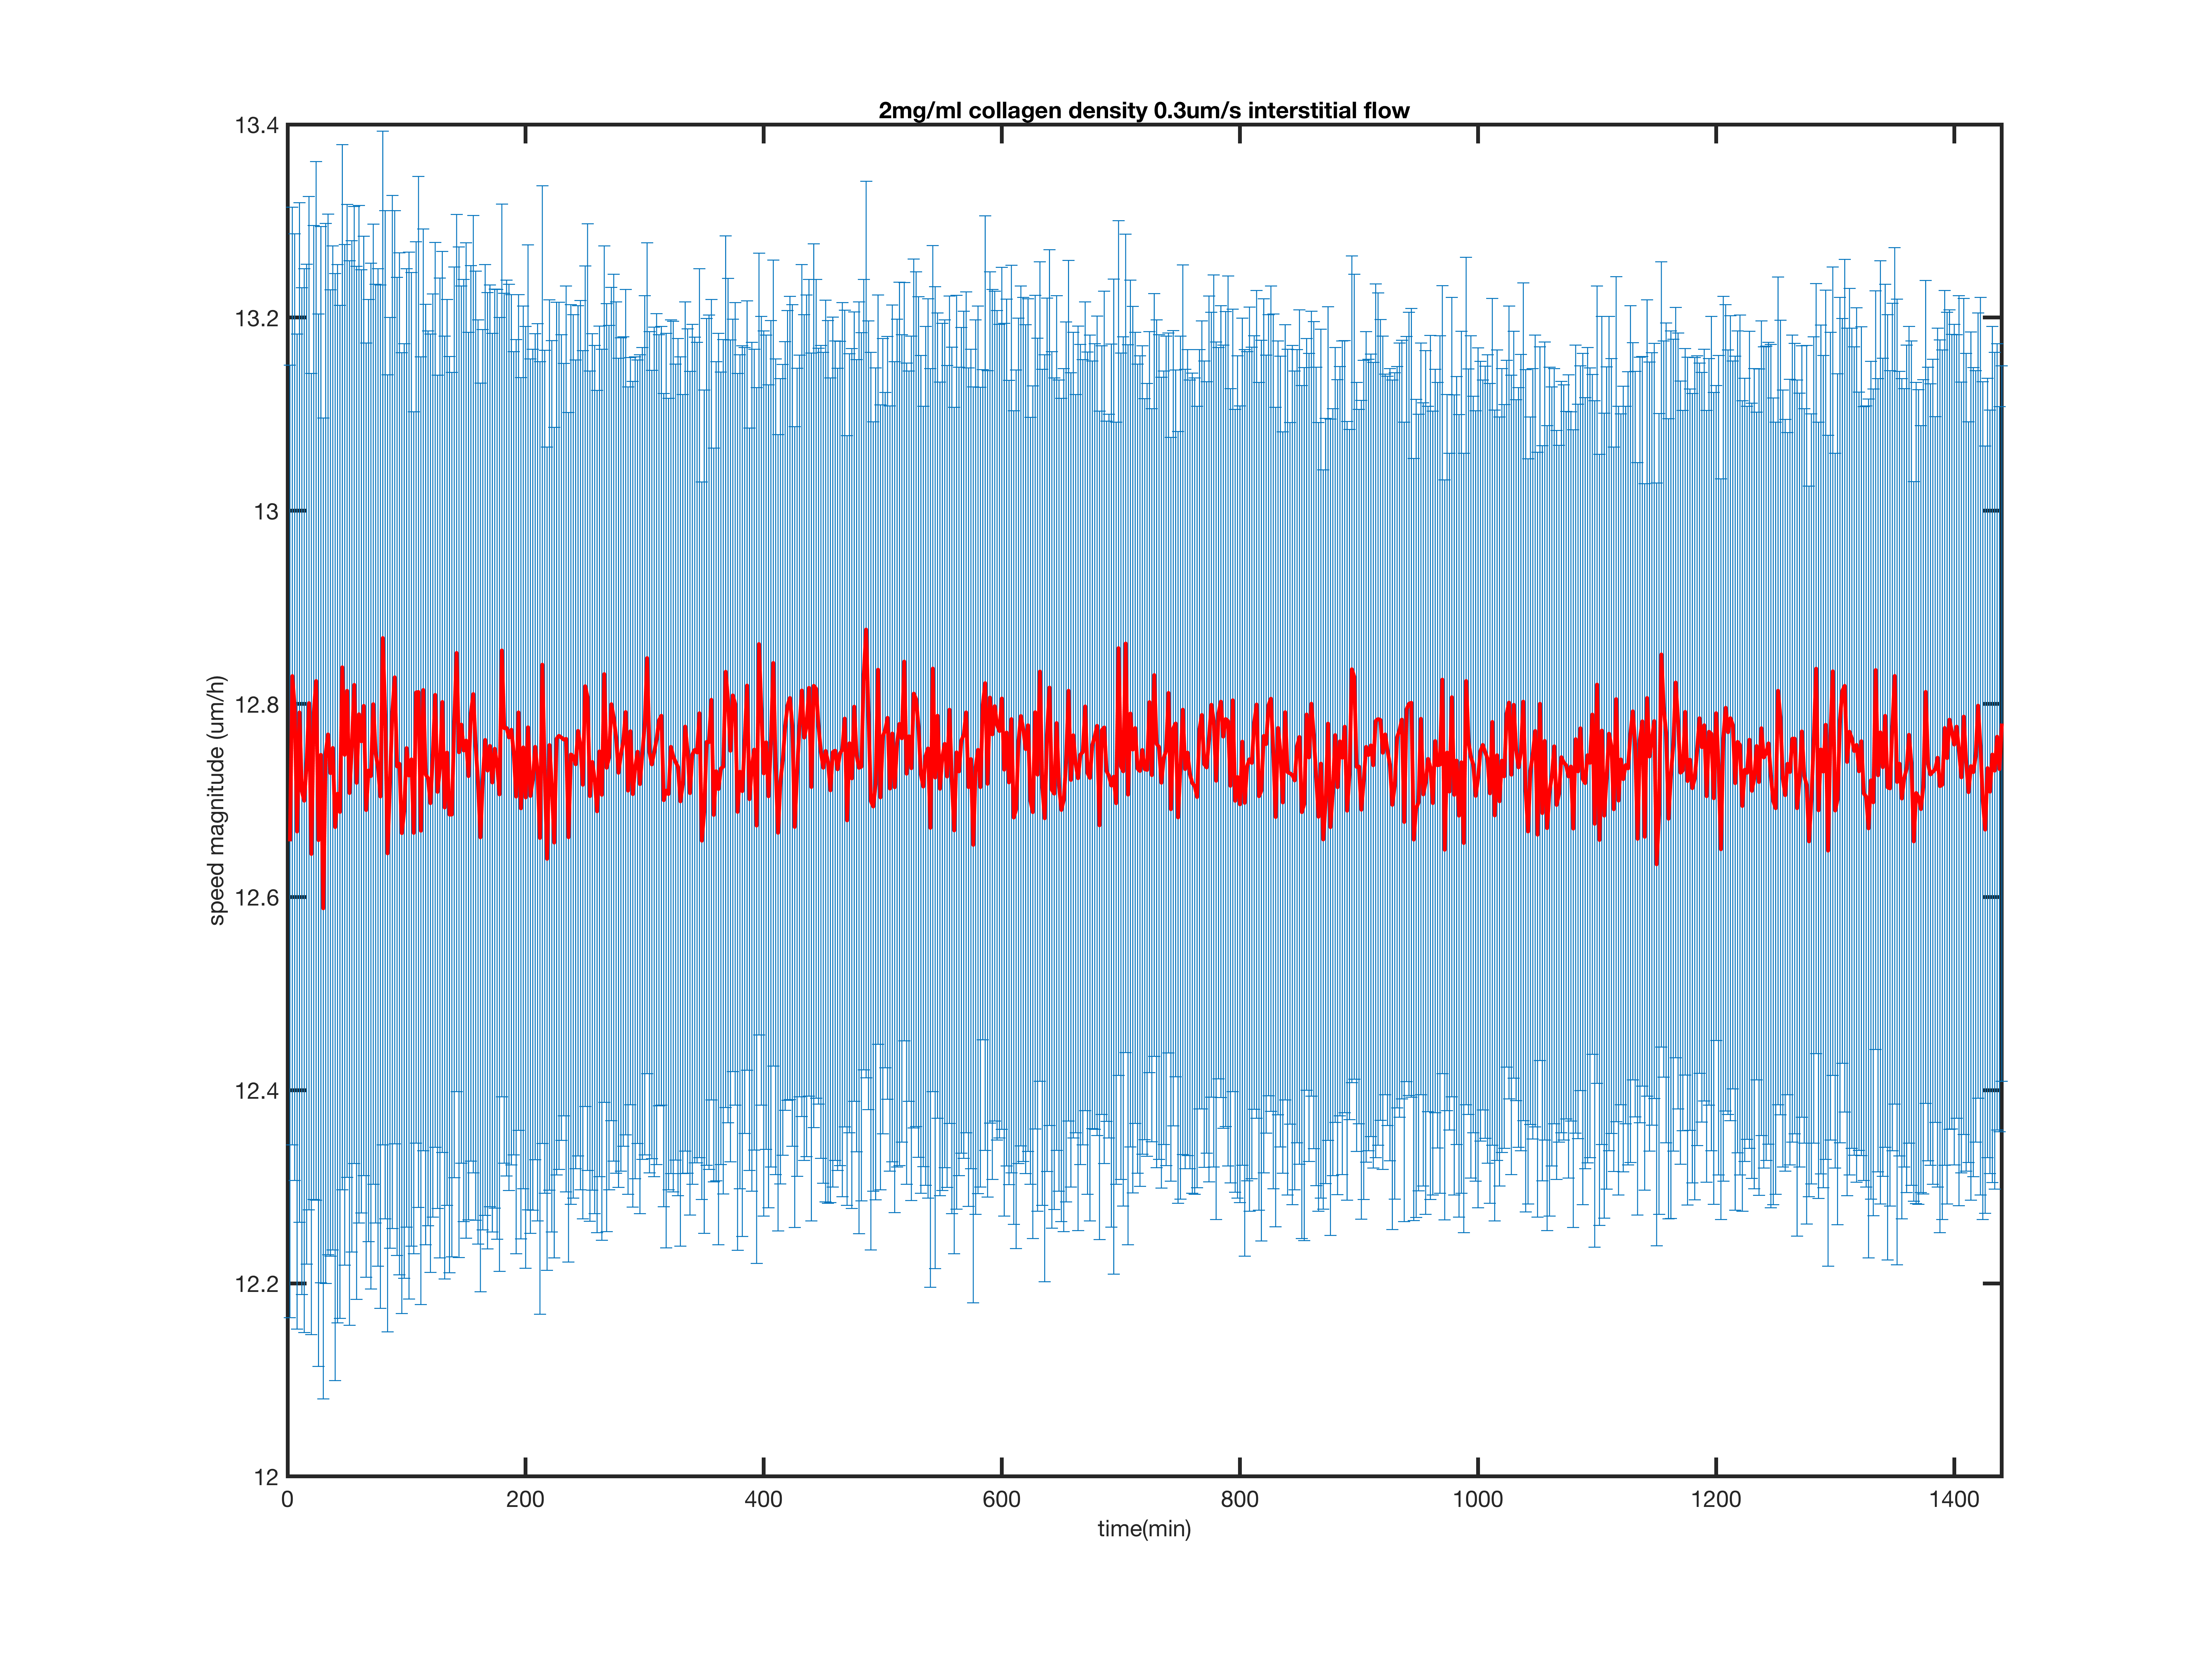 2mg/ml collagen density 0.3um/s interstitial flow
13.4
13.2
13
12.8
12.6
12.4
12.2
12
speed magnitude (um/h)
0 200 400 600 800 1000 1200 1400
time(min)